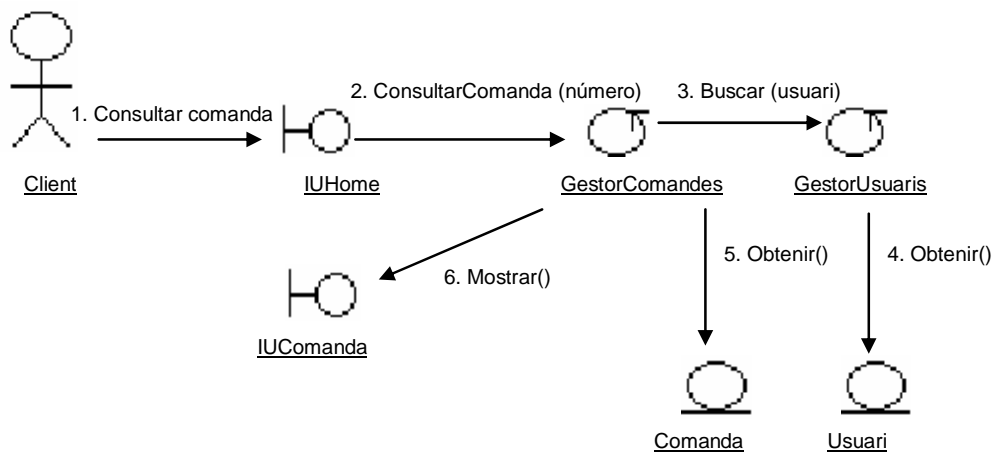 2. ConsultarComanda (número)
3. Buscar (usuari)
1. Consultar comanda
Client
IUHome
GestorComandes
GestorUsuaris
5. Obtenir()
4. Obtenir()
6. Mostrar()
IUComanda
Comanda
Usuari